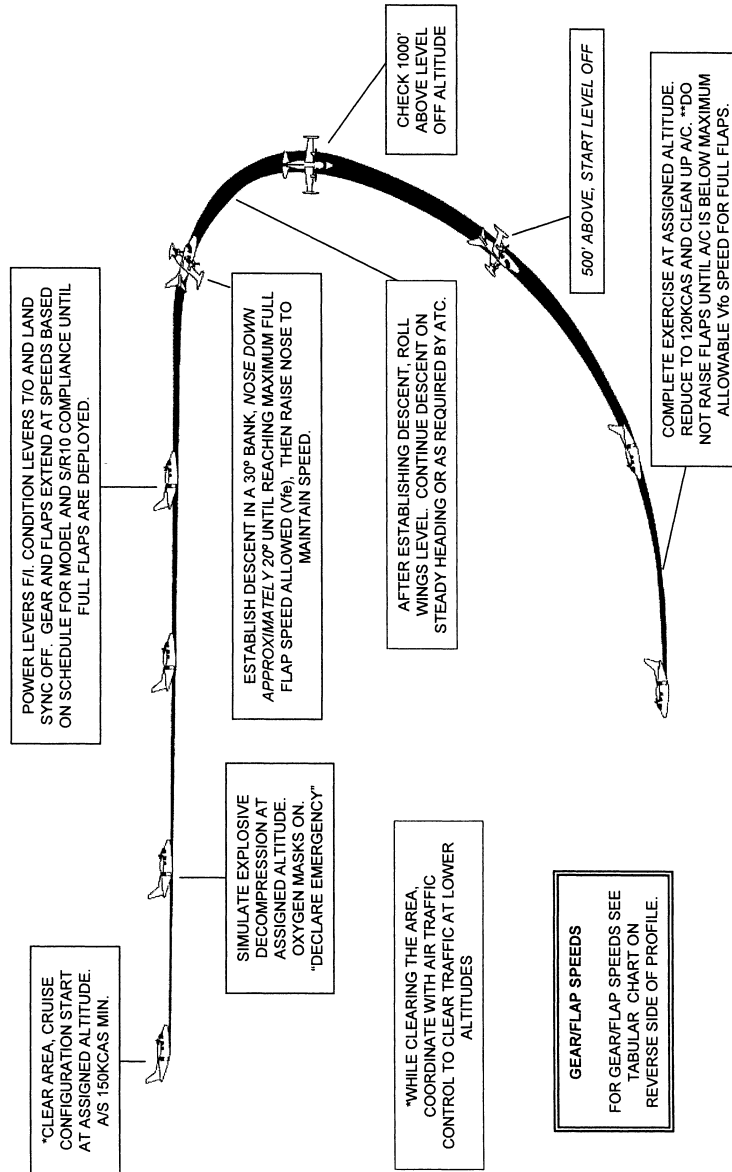 *CLEAR AREA, CRUISE
CONFIGURATION START
AT ASSIGNED ALTITUDE.
A/S 150KCAS MIN.
SIMULATE EXPLOSIVE
DECOMPRESSION AT
ASSIGNED ALTITUDE.
OXYGEN MASKS ON.
"DECLARE EMERGENCY"
POWER LEVERS F/I. CONDITION LEVERS T/O AND LAND
SYNC OFF. GEAR AND FLAPS EXTEND AT SPEEDS BASED
ON SCHEDULE FOR MODEL AND S/R10 COMPLIANCE UNTIL
FULL FLAPS ARE DEPLOYED.
ESTABLISH DESCENT IN A 30º BANK, NOSE DOWN
APPROXIMATELY 20º UNTIL REACHING MAXIMUM FULL
FLAP SPEED ALLOWED (Vfe), THEN RAISE NOSE TO
MAINTAIN SPEED.
AFTER ESTABLISHING DESCENT, ROLL
WINGS LEVEL. CONTINUE DESCENT ON
STEADY HEADING OR AS REQUIRED BY ATC.
CHECK 1000'
ABOVE LEVEL
OFF ALTITUDE
500' ABOVE, START LEVEL OFF
COMPLETE EXERCISE AT ASSIGNED ALTITUDE.
REDUCE TO 120KCAS AND CLEAN UP A/C. **DO
NOT RAISE FLAPS UNTIL A/C IS BELOW MAXIMUM
ALLOWABLE Vfo SPEED FOR FULL FLAPS.
*WHILE CLEARING THE AREA,
COORDINATE WITH AIR TRAFFIC
CONTROL TO CLEAR TRAFFIC AT LOWER
ALTITUDES
GEAR/FLAP SPEEDS
FOR GEAR/FLAP SPEEDS SEE
TABULAR CHART ON
REVERSE SIDE OF PROFILE.